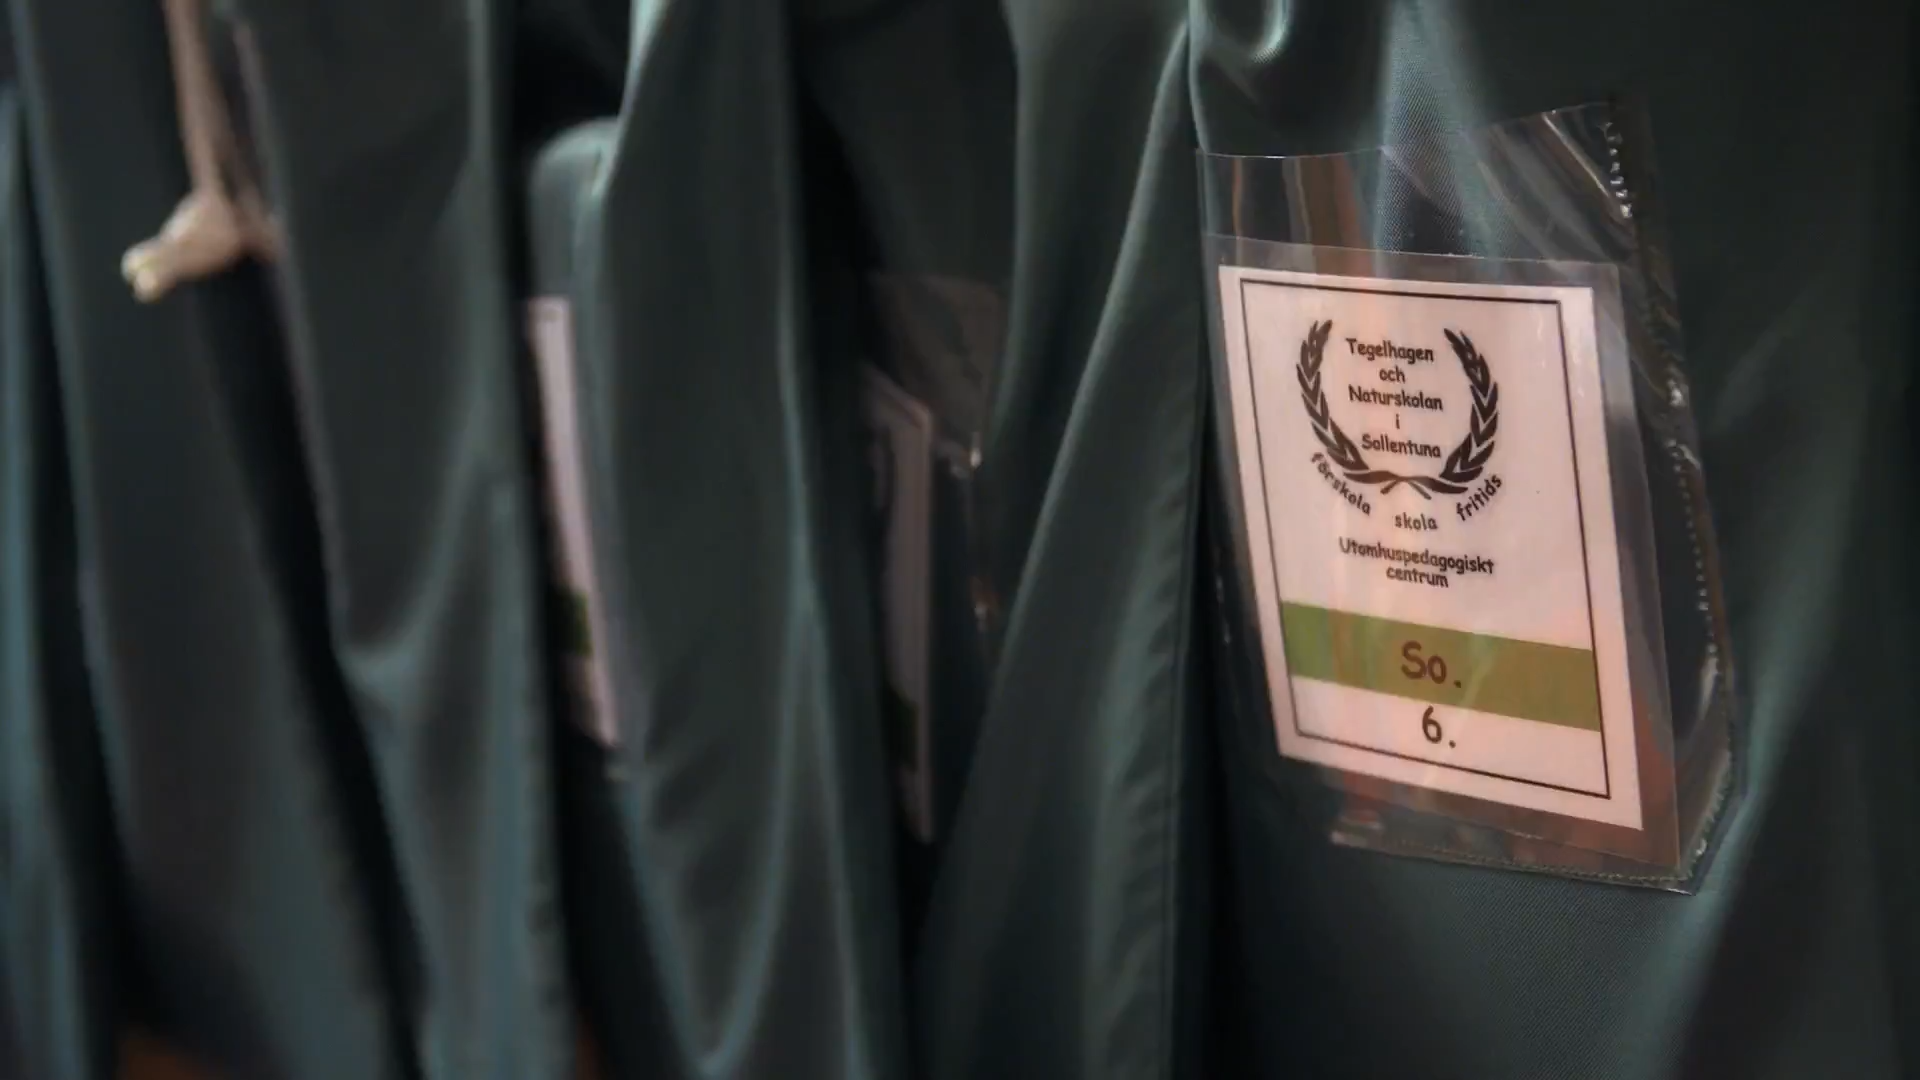 Tegelhagen
och
Naturskolan
i
Sollentuna
förskola skola fritids
Utomhuspedagogiskt
centrum
So.
6.